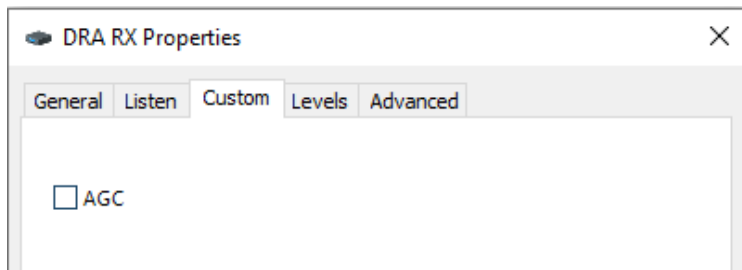 DRA RX Properties
General Listen Custom Levels Advanced
AGC